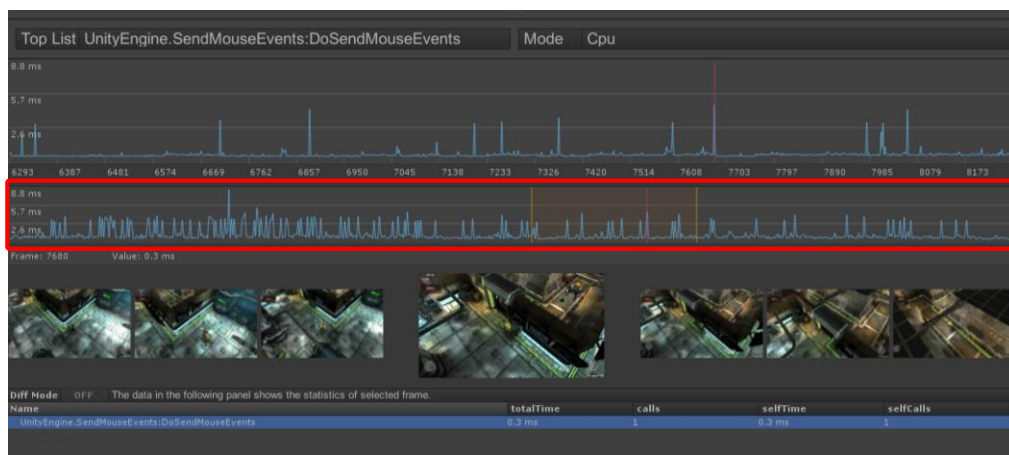 Top List UnityEngine.SendMouseEvents:DoSendMouseEvents Mode Cpu
8.8 ms
5.7 ms
2.6 ms
6293 6387 6481 6574 6669 6762 6857 6950 7045 7138 7233 7326 7420 7514 7608 7703 7797 7890 7985 8079 8173
8.8 ms
5.7 ms
2.6 ms
Frame: 7680 Value: 0.3 ms
Diff Mode OFF The data in the following panel shows the statistics of selected frame.
Name totalTime calls selfTime selfCalls
UnityEngine.SendMouseEvents:DoSendMouseEvents 0.3 ms 1 0.3 ms 1